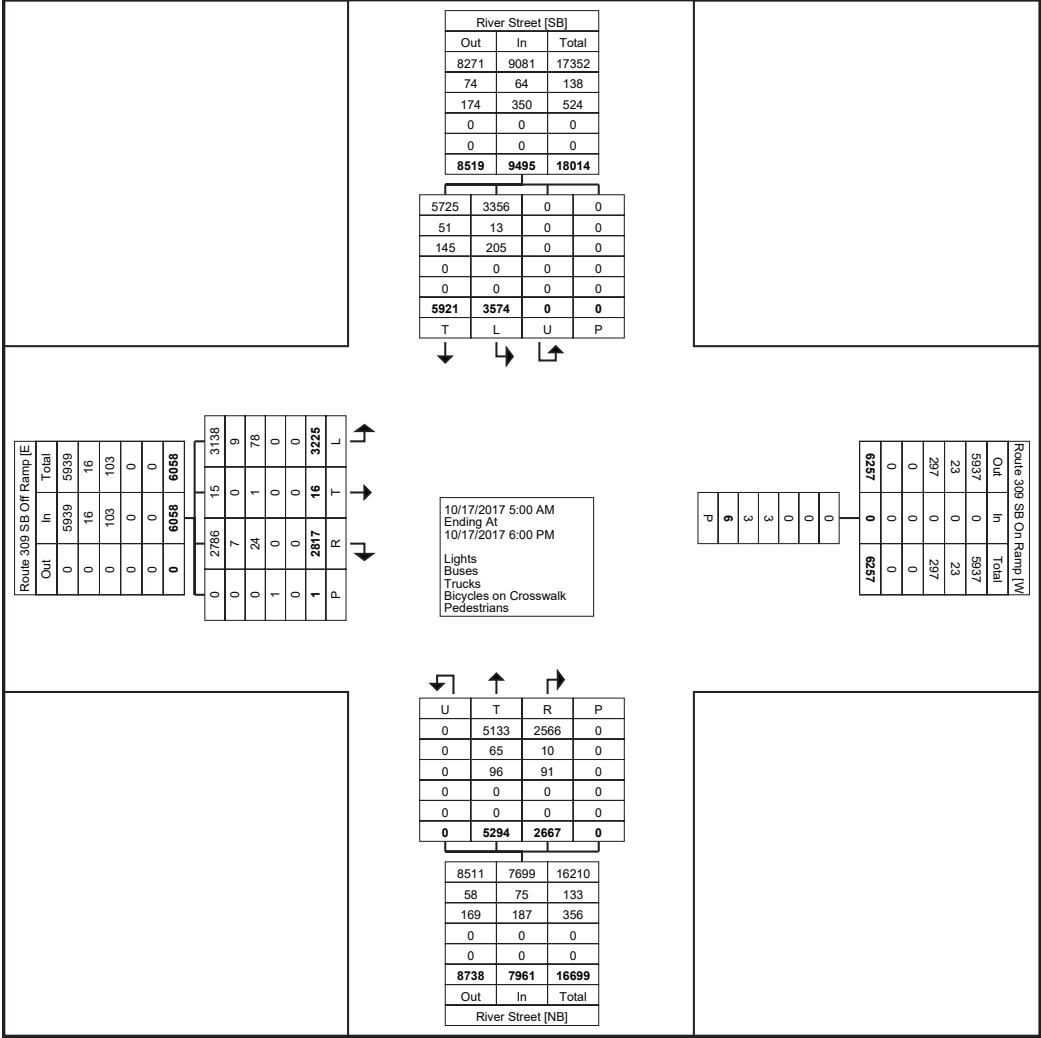 River Street [SB]
Out In Total
8271 9081 17352
74 64 138
174 350 524
0 0 0
0 0 0
8519 9495 18014
5725 3356 0 0
51 13 0 0
145 205 0 0
0 0 0 0
0 0 0 0
5921 3574 0 0
T L U P
Route 309 SB Off Ramp [E
Out In Total
0 5939 5939
0 16 16
0 103 103
0 0 0
0 0 0
0 6058 6058
0 2786 15 3138
0 7 0 9
0 24 1 78
1 0 0 0
0 0 0 0
1 2817 16 3225
P R T L
10/17/2017 5:00 AM
Ending At
10/17/2017 6:00 PM
Lights
Buses
Trucks
Bicycles on Crosswalk
Pedestrians
Route 309 SB On Ramp [W
Out In Total
5937 0 5937
23 0 23
297 0 297
0 0 0
0 0 0
6257 0 6257
0
0
0
3
3
6
P
U T R P
0 5133 2566 0
0 65 10 0
0 96 91 0
0 0 0 0
0 0 0 0
0 5294 2667 0
8511 7699 16210
58 75 133
169 187 356
0 0 0
0 0 0
8738 7961 16699
Out In Total
River Street [NB]